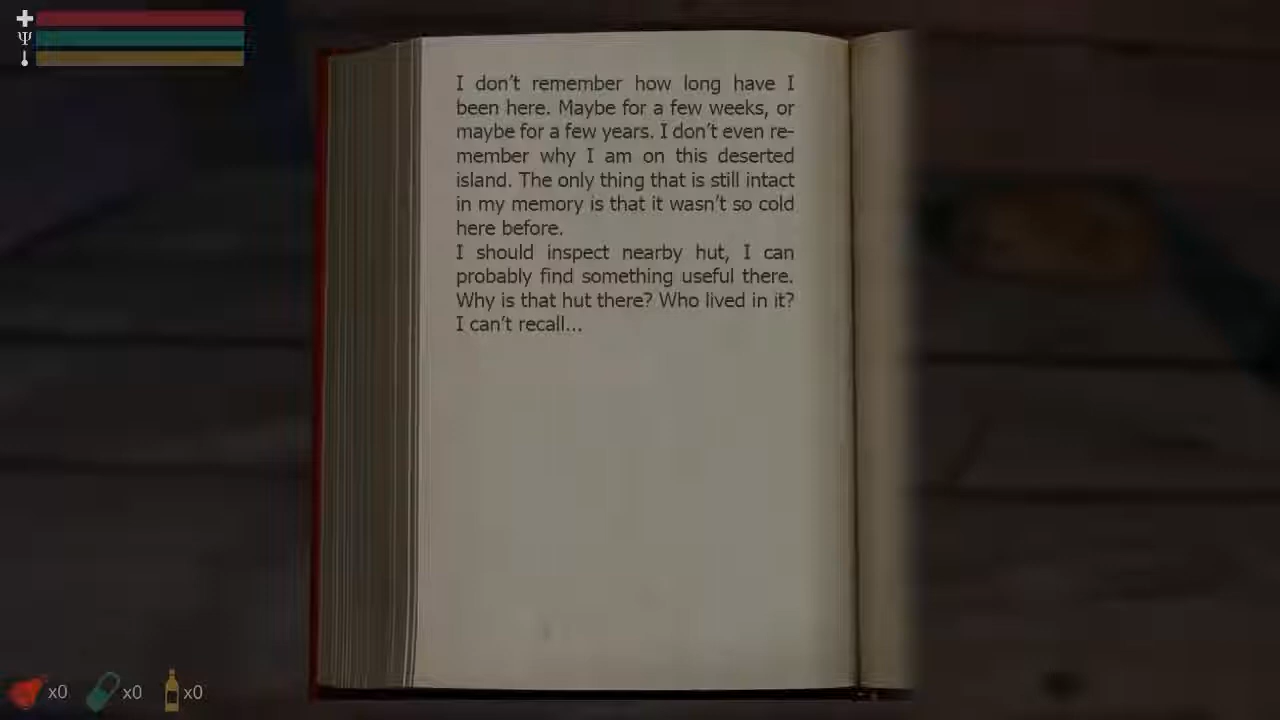 I don't remember how long have I
been here. Maybe for a few weeks, or
maybe for a few years. I don't even re-
member why I am on this deserted
island. The only thing that is still intact
in my memory is that it wasn't so cold
here before.
I should inspect nearby hut, I can
probably find something useful there.
Why is that hut there? Who lived in it?
I can't recall...
x0 x0 x0